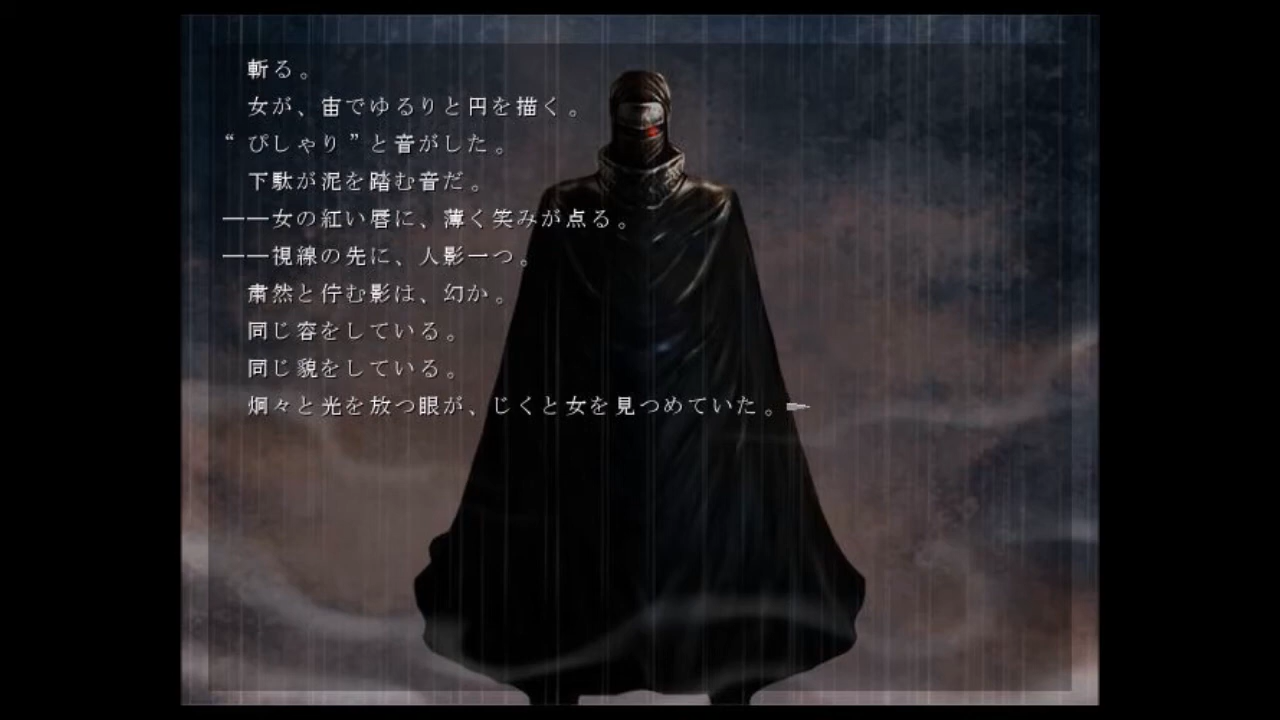 斬る。
女が、宙でゆるりと円を描く。
“ぴしゃり”と音がした。
下駄が泥を踏む音だ。
――女の紅い唇に、薄く笑みが点る。
――視線の先に、人影一つ。
粛然と佇む影は、幻か。
同じ容をしている。
同じ貌をしている。
炯々と光を放つ眼が、じくと女を見つめていた。